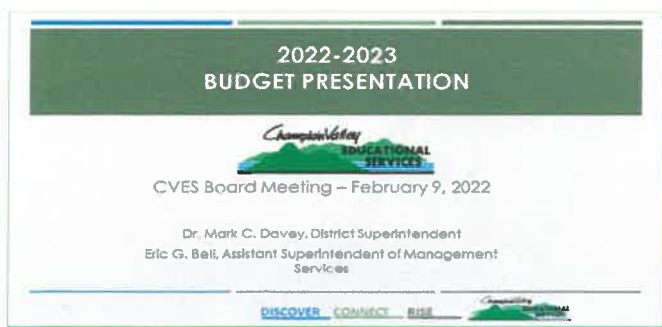 2022-2023
BUDGET PRESENTATION
Champlain Valley
EDUCATIONAL
SERVICES
CVES Board Meeting – February 9, 2022
Dr. Mark C. Davey, District Superintendent
Eric G. Bell, Assistant Superintendent of Management
Services
DISCOVER CONNECT RISE